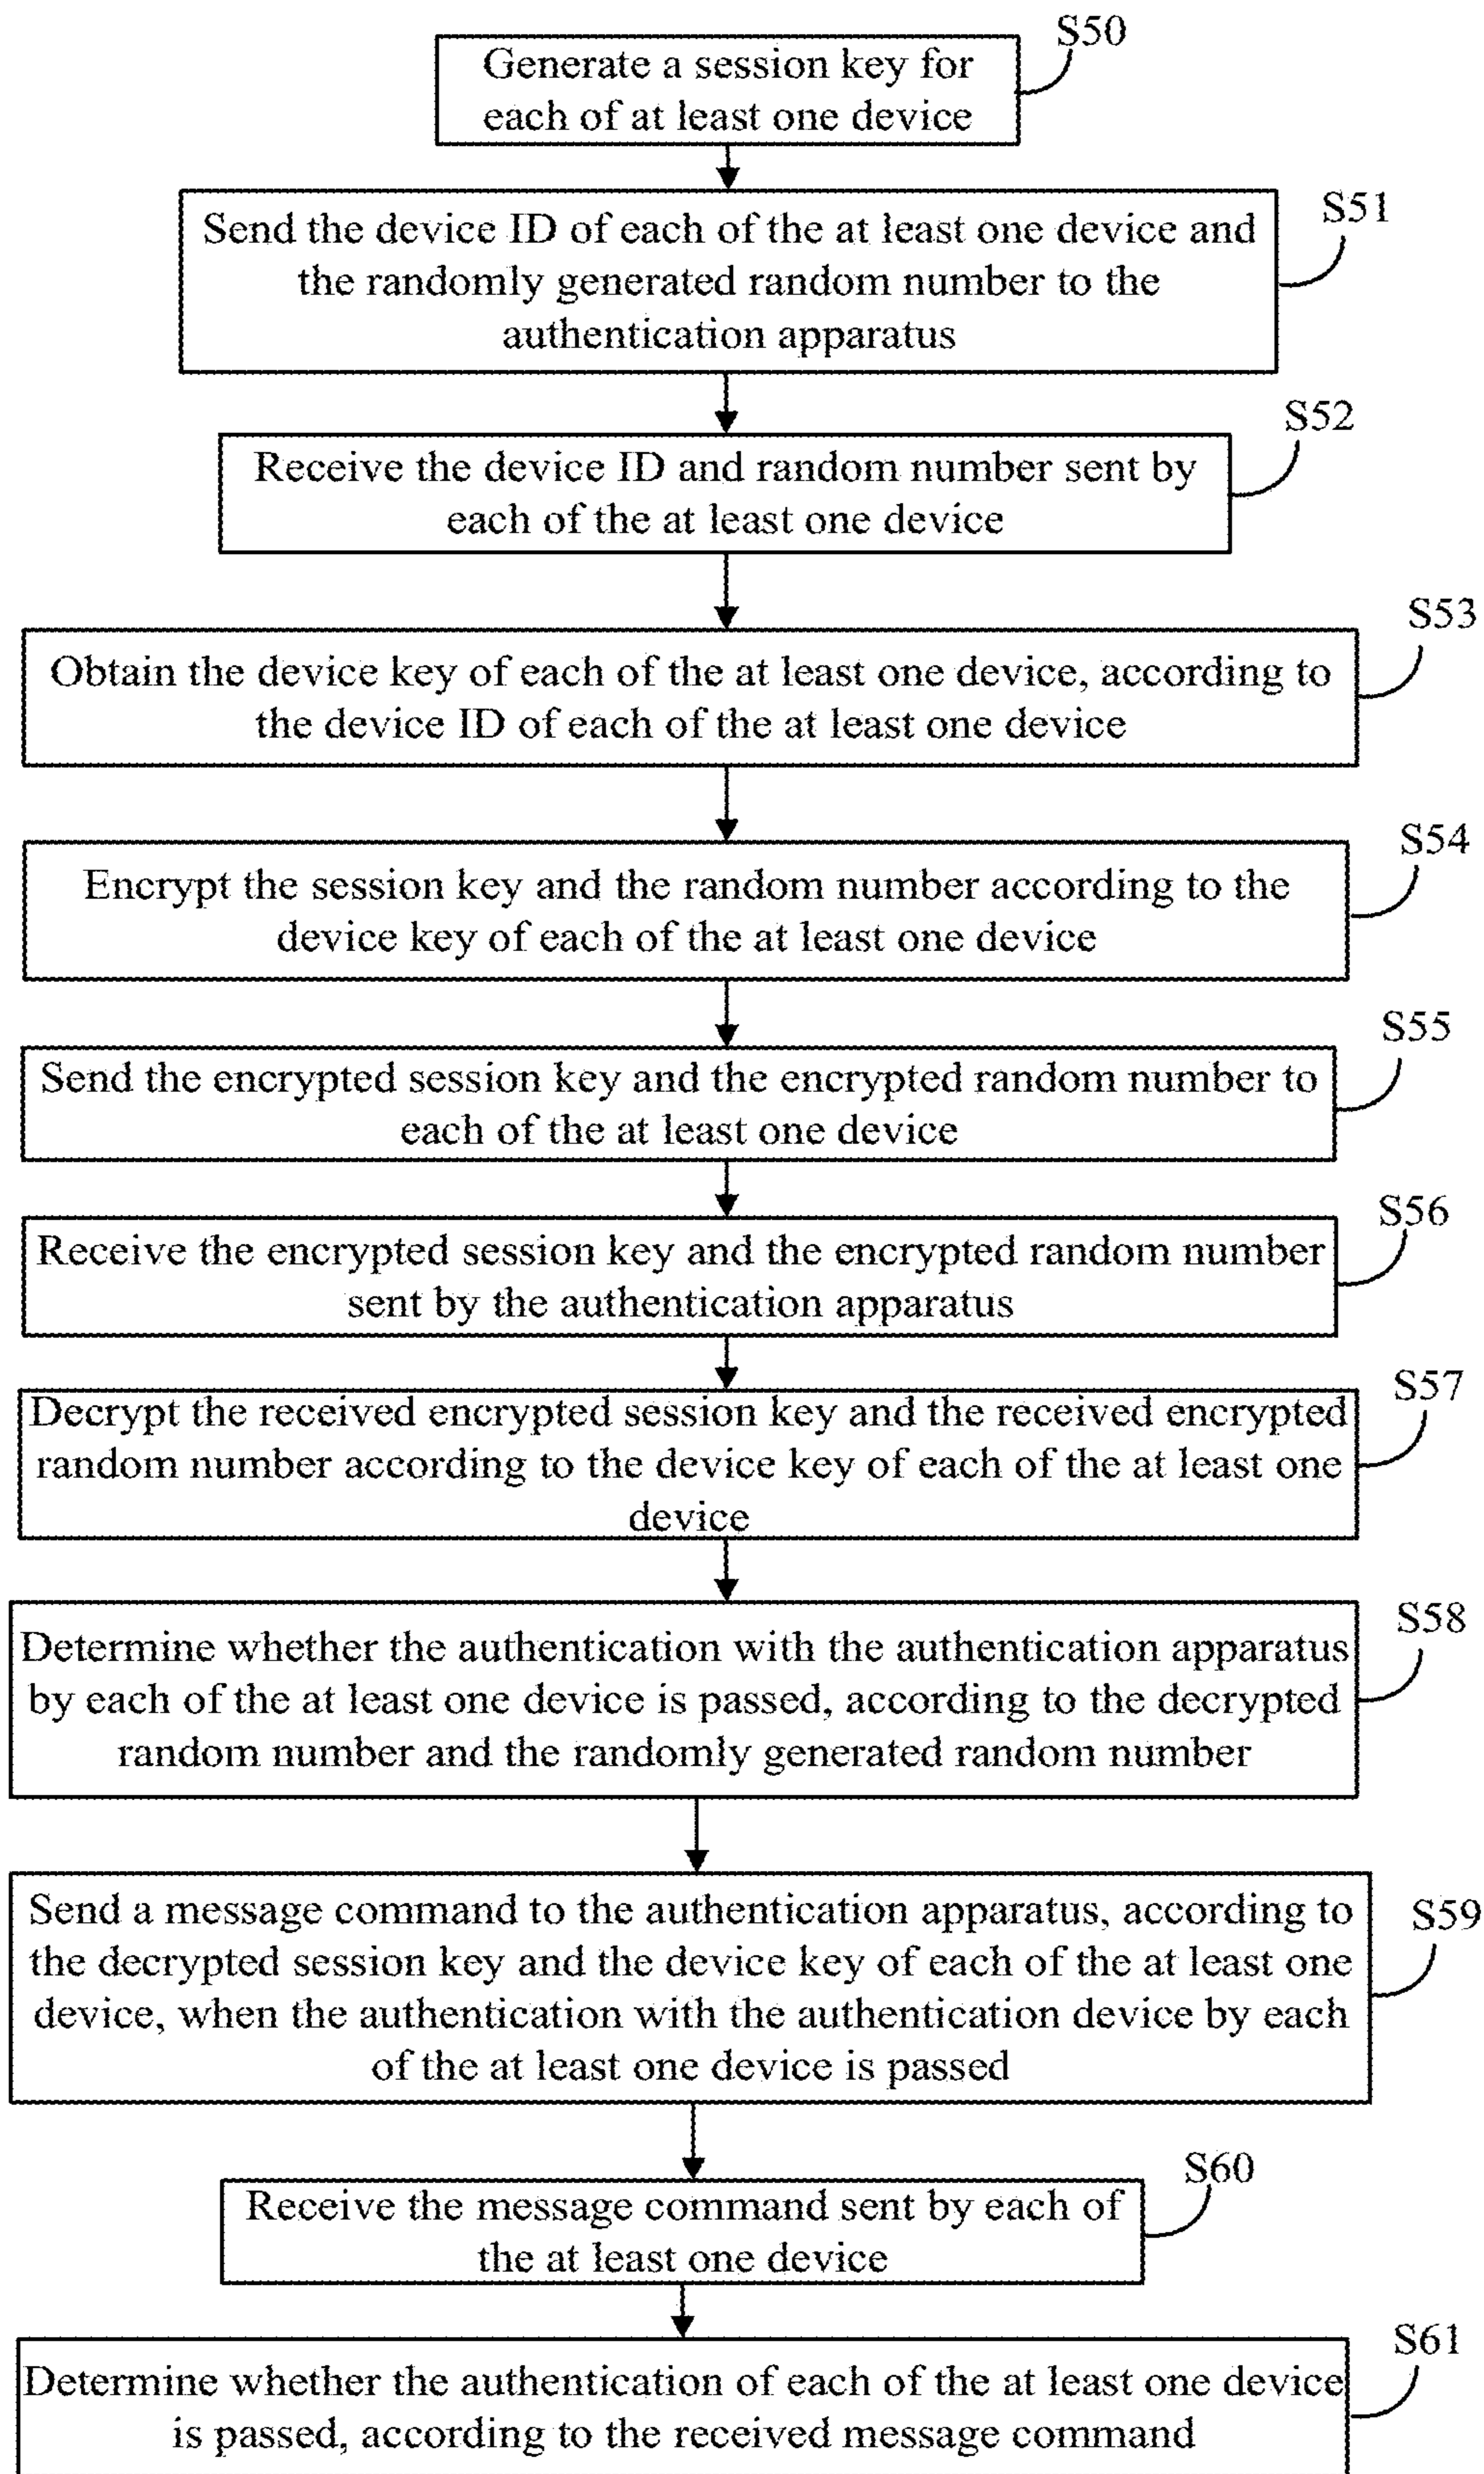 S50
Generate a session key for
each of at least one device
S51
Send the device ID of each of the at least one device and
the randomly generated random number to the
authentication apparatus
S52
Receive the device ID and random number sent by
each of the at least one device
S53
Obtain the device key of each of the at least one device, according to
the device ID of each of the at least one device
S54
Encrypt the session key and the random number according to the
device key of each of the at least one device
S55
Send the encrypted session key and the encrypted random number to
each of the at least one device
S56
Receive the encrypted session key and the encrypted random number
sent by the authentication apparatus
S57
Decrypt the received encrypted session key and the received encrypted
random number according to the device key of each of the at least one
device
S58
Determine whether the authentication with the authentication apparatus
by each of the at least one device is passed, according to the decrypted
random number and the randomly generated random number
S59
Send a message command to the authentication apparatus, according to
the decrypted session key and the device key of each of the at least one
device, when the authentication with the authentication device by each
of the at least one device is passed
S60
Receive the message command sent by each of
the at least one device
S61
Determine whether the authentication of each of the at least one device
is passed, according to the received message command